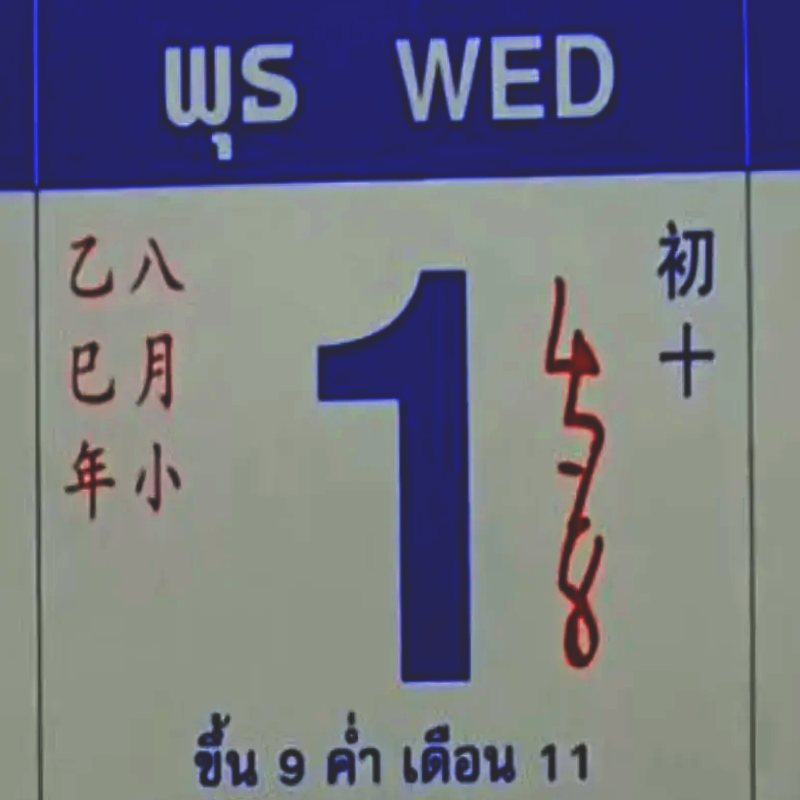 พุธ WED
乙巳年
八月小
1
初十
ขึ้น 9 ค่ำ เดือน 11